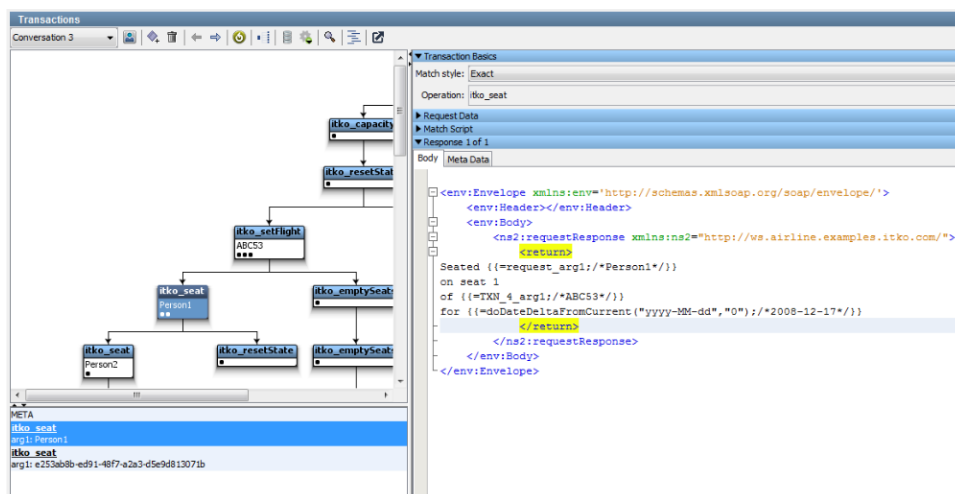 Transactions
Conversation 3
itko_capacity
itko_resetStat
itko_setFlight
ABC53
itko_seat
Person1
itko_emptySeats
itko_seat
Person2
itko_resetState
itko_emptySeats
META
itko_seat
arg1: Person1
itko_seat
arg1: e253ab8b-ed91-48f7-a2a3-d5e9d813071b
Transaction Basics
Match style: Exact
Operation: itko_seat
Request Data
Match Script
Response 1 of 1
Body Meta Data
<env:Envelope xmlns:env='http://schemas.xmlsoap.org/soap/envelope/'>
<env:Header></env:Header>
<env:Body>
<ns2:requestResponse xmlns:ns2="http://ws.airline.examples.itko.com/">
<return>
Seated {{=request_arg1;/*Person1*/}}
on seat 1
of {{=TXN_4_arg1;/*ABC53*/}}
for {{=doDateDeltaFromCurrent("yyyy-MM-dd","0");/*2008-12-17*/}}
</return>
</ns2:requestResponse>
</env:Body>
</env:Envelope>